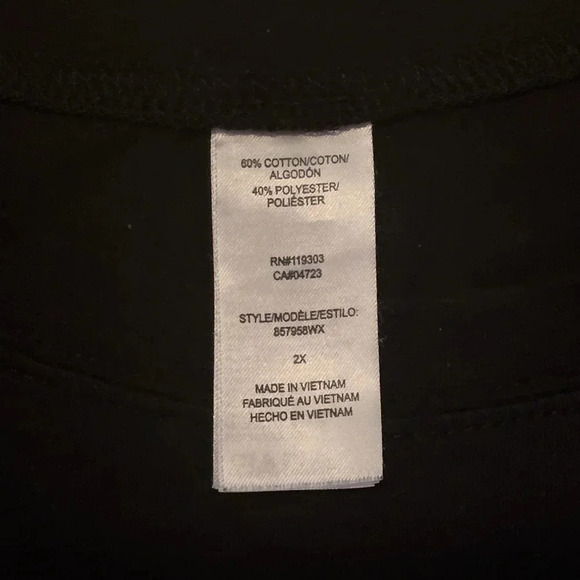 60% COTTON/COTON/
ALGODÓN
40% POLYESTER/
POLIÉSTER
RN#119303
CA#04723
STYLE/MODÈLE/ESTILO:
857958WX
2X
MADE IN VIETNAM
FABRIQUÉ AU VIETNAM
HECHO EN VIETNAM